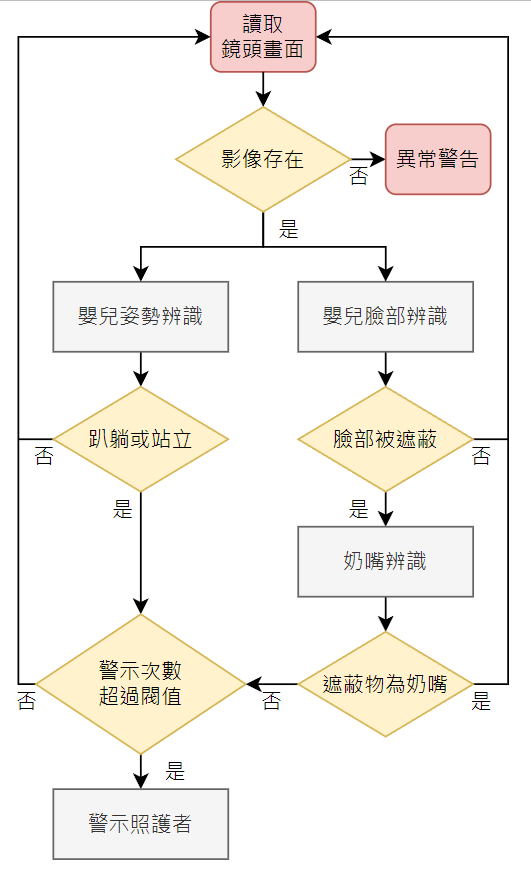 讀取
鏡頭畫面
影像存在
否
異常警告
是
嬰兒姿勢辨識
嬰兒臉部辨識
趴躺或站立
臉部被遮蔽
否
否
是
是
奶嘴辨識
警示次數
超過閥值
遮蔽物為奶嘴
否
否
是
是
警示照護者